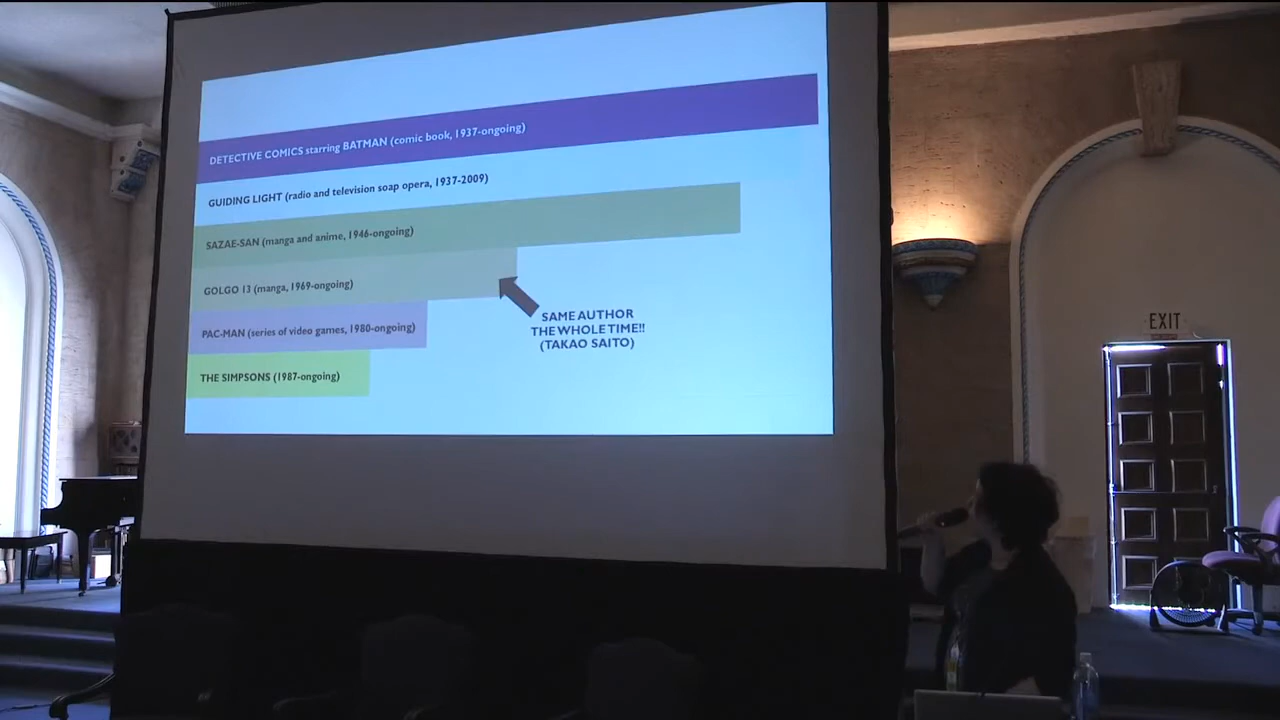 DETECTIVE COMICS starring BATMAN (comic book, 1937-ongoing)
GUIDING LIGHT (radio and television soap opera, 1937-2009)
SAZAE-SAN (manga and anime, 1946-ongoing)
GOLGO 13 (manga, 1969-ongoing)
SAME AUTHOR
THE WHOLE TIME!!
(TAKAO SAITO)
PAC-MAN (series of video games, 1980-ongoing)
THE SIMPSONS (1987-ongoing)
EXIT